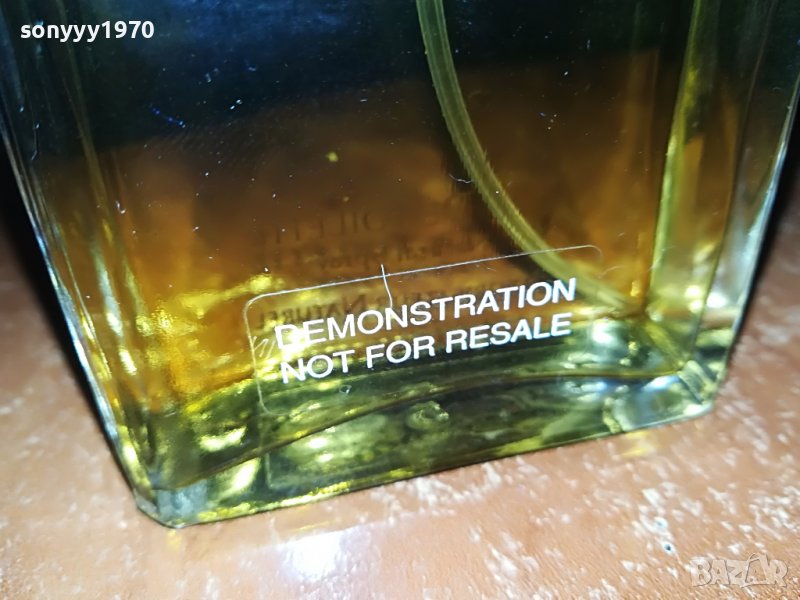 sonyyy1970
DEMONSTRATION
NOT FOR RESALE
BAZAR